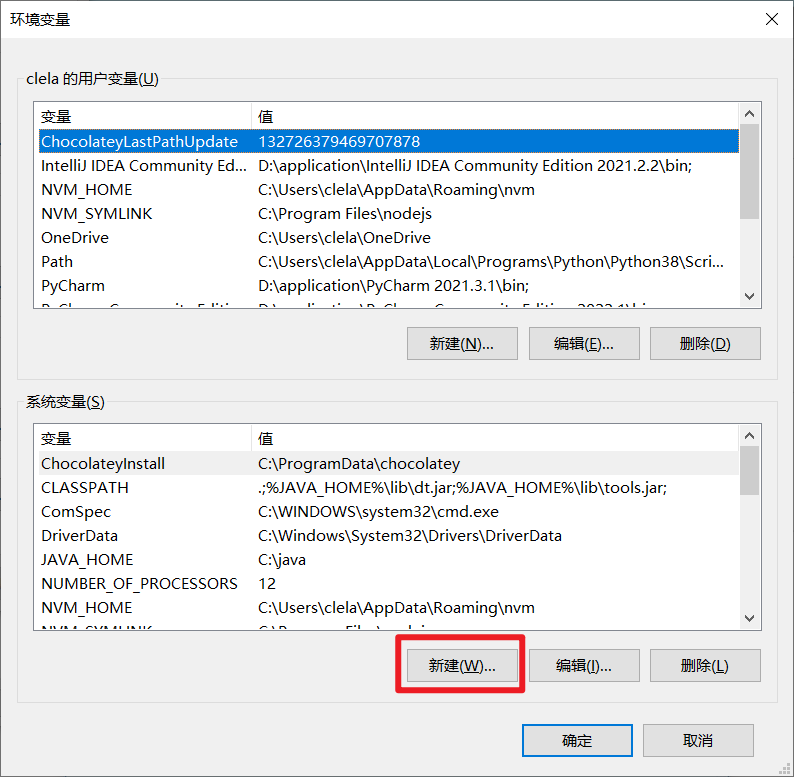 环境变量
clela 的用户变量(U)
变量 值
ChocolateyLastPathUpdate 132726379469707878
IntelliJ IDEA Community Ed... D:\application\IntelliJ IDEA Community Edition 2021.2.2\bin;
NVM_HOME C:\Users\clela\AppData\Roaming\nvm
NVM_SYMLINK C:\Program Files\nodejs
OneDrive C:\Users\clela\OneDrive
Path C:\Users\clela\AppData\Local\Programs\Python\Python38\Scri...
PyCharm D:\application\PyCharm 2021.3.1\bin;
新建(N)... 编辑(E)... 删除(D)
系统变量(S)
变量 值
ChocolateyInstall C:\ProgramData\chocolatey
CLASSPATH .;%JAVA_HOME%\lib\dt.jar;%JAVA_HOME%\lib\tools.jar;
ComSpec C:\WINDOWS\system32\cmd.exe
DriverData C:\Windows\System32\Drivers\DriverData
JAVA_HOME C:\java
NUMBER_OF_PROCESSORS 12
NVM_HOME C:\Users\clela\AppData\Roaming\nvm
新建(W)... 编辑(I)... 删除(L)
确定 取消